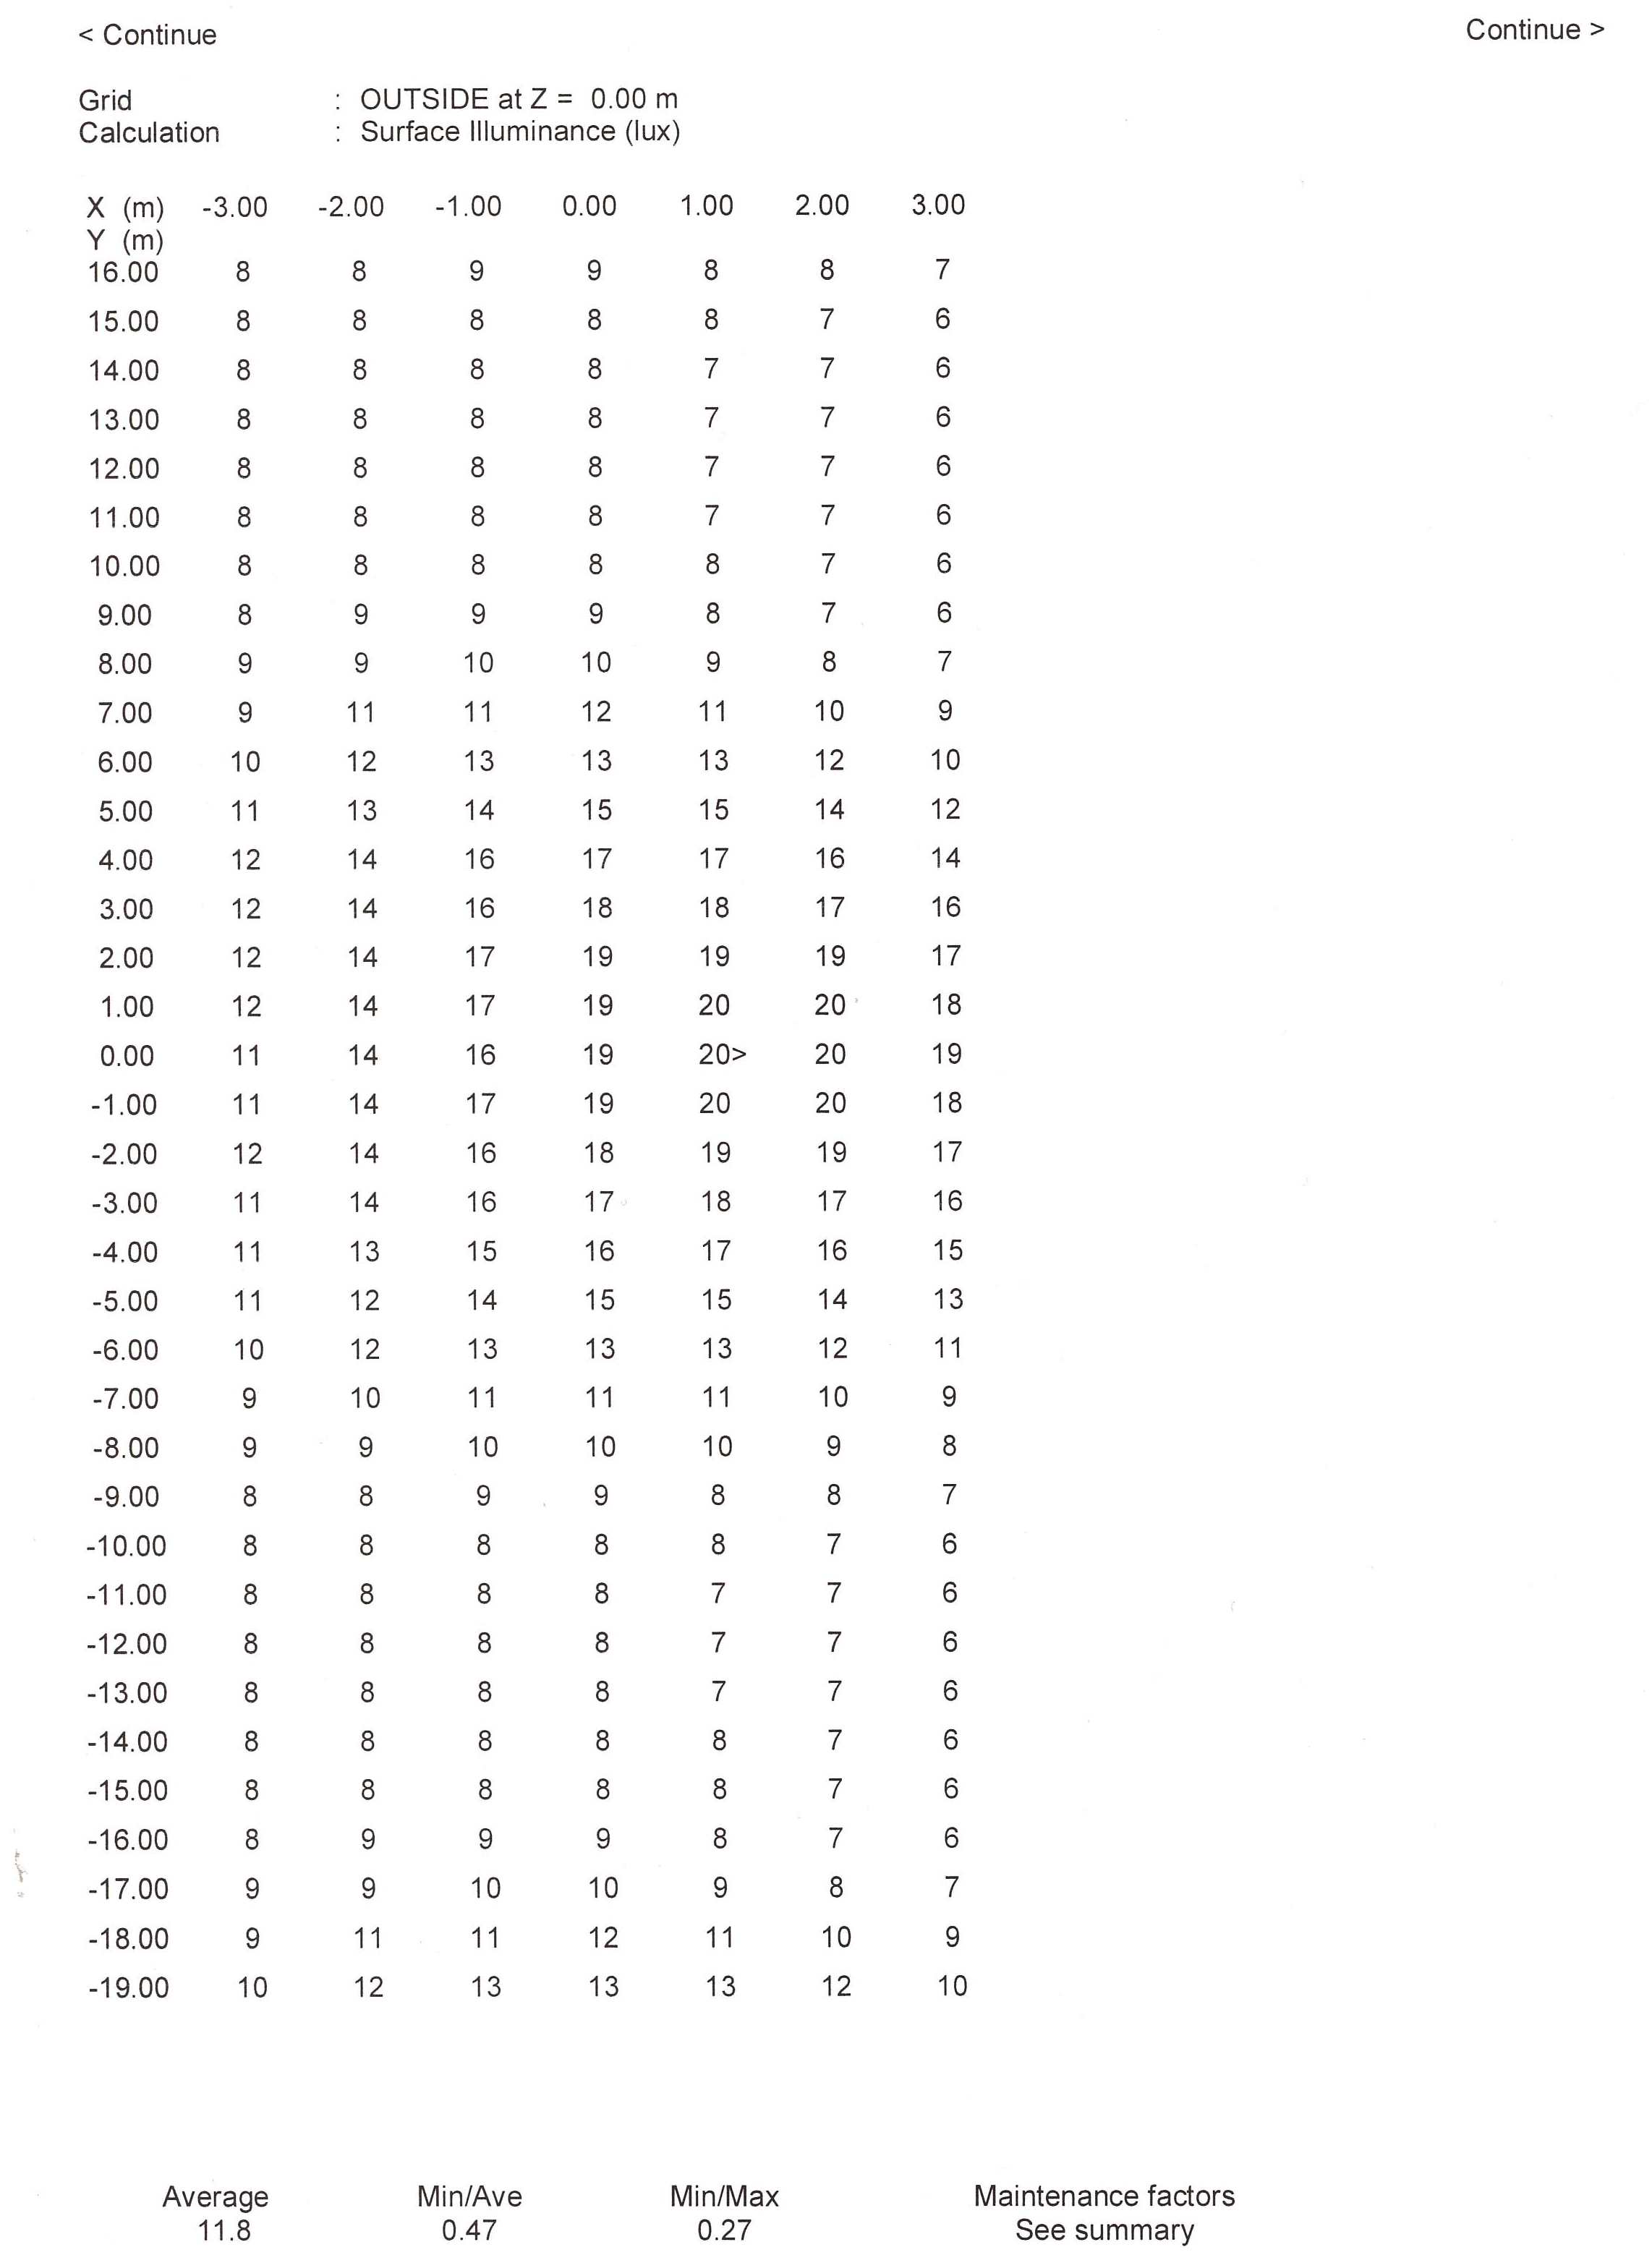 < Continue Continue >
Grid : OUTSIDE at Z = 0.00 m
Calculation : Surface Illuminance (lux)
X (m) -3.00 -2.00 -1.00 0.00 1.00 2.00 3.00
Y (m)
16.00 8 8 9 9 8 8 7
15.00 8 8 8 8 8 7 6
14.00 8 8 8 8 7 7 6
13.00 8 8 8 8 7 7 6
12.00 8 8 8 8 7 7 6
11.00 8 8 8 8 7 7 6
10.00 8 8 8 8 8 7 6
9.00 8 9 9 9 8 7 6
8.00 9 9 10 10 9 8 7
7.00 9 11 11 12 11 10 9
6.00 10 12 13 13 13 12 10
5.00 11 13 14 15 15 14 12
4.00 12 14 16 17 17 16 14
3.00 12 14 16 18 18 17 16
2.00 12 14 17 19 19 19 17
1.00 12 14 17 19 20 20 18
0.00 11 14 16 19 20> 20 19
-1.00 11 14 17 19 20 20 18
-2.00 12 14 16 18 19 19 17
-3.00 11 14 16 17 18 17 16
-4.00 11 13 15 16 17 16 15
-5.00 11 12 14 15 15 14 13
-6.00 10 12 13 13 13 12 11
-7.00 9 10 11 11 11 10 9
-8.00 9 9 10 10 10 9 8
-9.00 8 8 9 9 8 8 7
-10.00 8 8 8 8 8 7 6
-11.00 8 8 8 8 7 7 6
-12.00 8 8 8 8 7 7 6
-13.00 8 8 8 8 7 7 6
-14.00 8 8 8 8 8 7 6
-15.00 8 8 8 8 8 7 6
-16.00 8 9 9 9 8 7 6
-17.00 9 9 10 10 9 8 7
-18.00 9 11 11 12 11 10 9
-19.00 10 12 13 13 13 12 10
Average Min/Ave Min/Max Maintenance factors
11.8 0.47 0.27 See summary